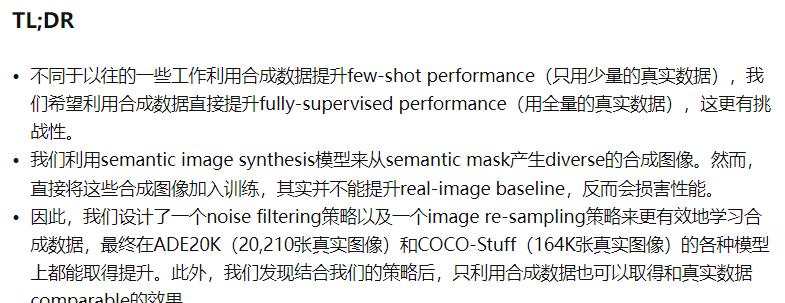 TL;DR
• 不同于以往的一些工作利用合成数据提升few-shot performance（只用少量的真实数据），我
们希望利用合成数据直接提升fully-supervised performance（用全量的真实数据），这更有挑
战性。
• 我们利用semantic image synthesis模型来从semantic mask产生diverse的合成图像。然而，
直接将这些合成图像加入训练，其实并不能提升real-image baseline，反而会损害性能。
• 因此，我们设计了一个noise filtering策略以及一个image re-sampling策略来更有效地学习合
成数据，最终在ADE20K（20,210张真实图像）和COCO-Stuff（164K张真实图像）的各种模型
上都能取得提升。此外，我们发现结合我们的策略后，只利用合成数据也可以取得和真实数据
comparable的效果